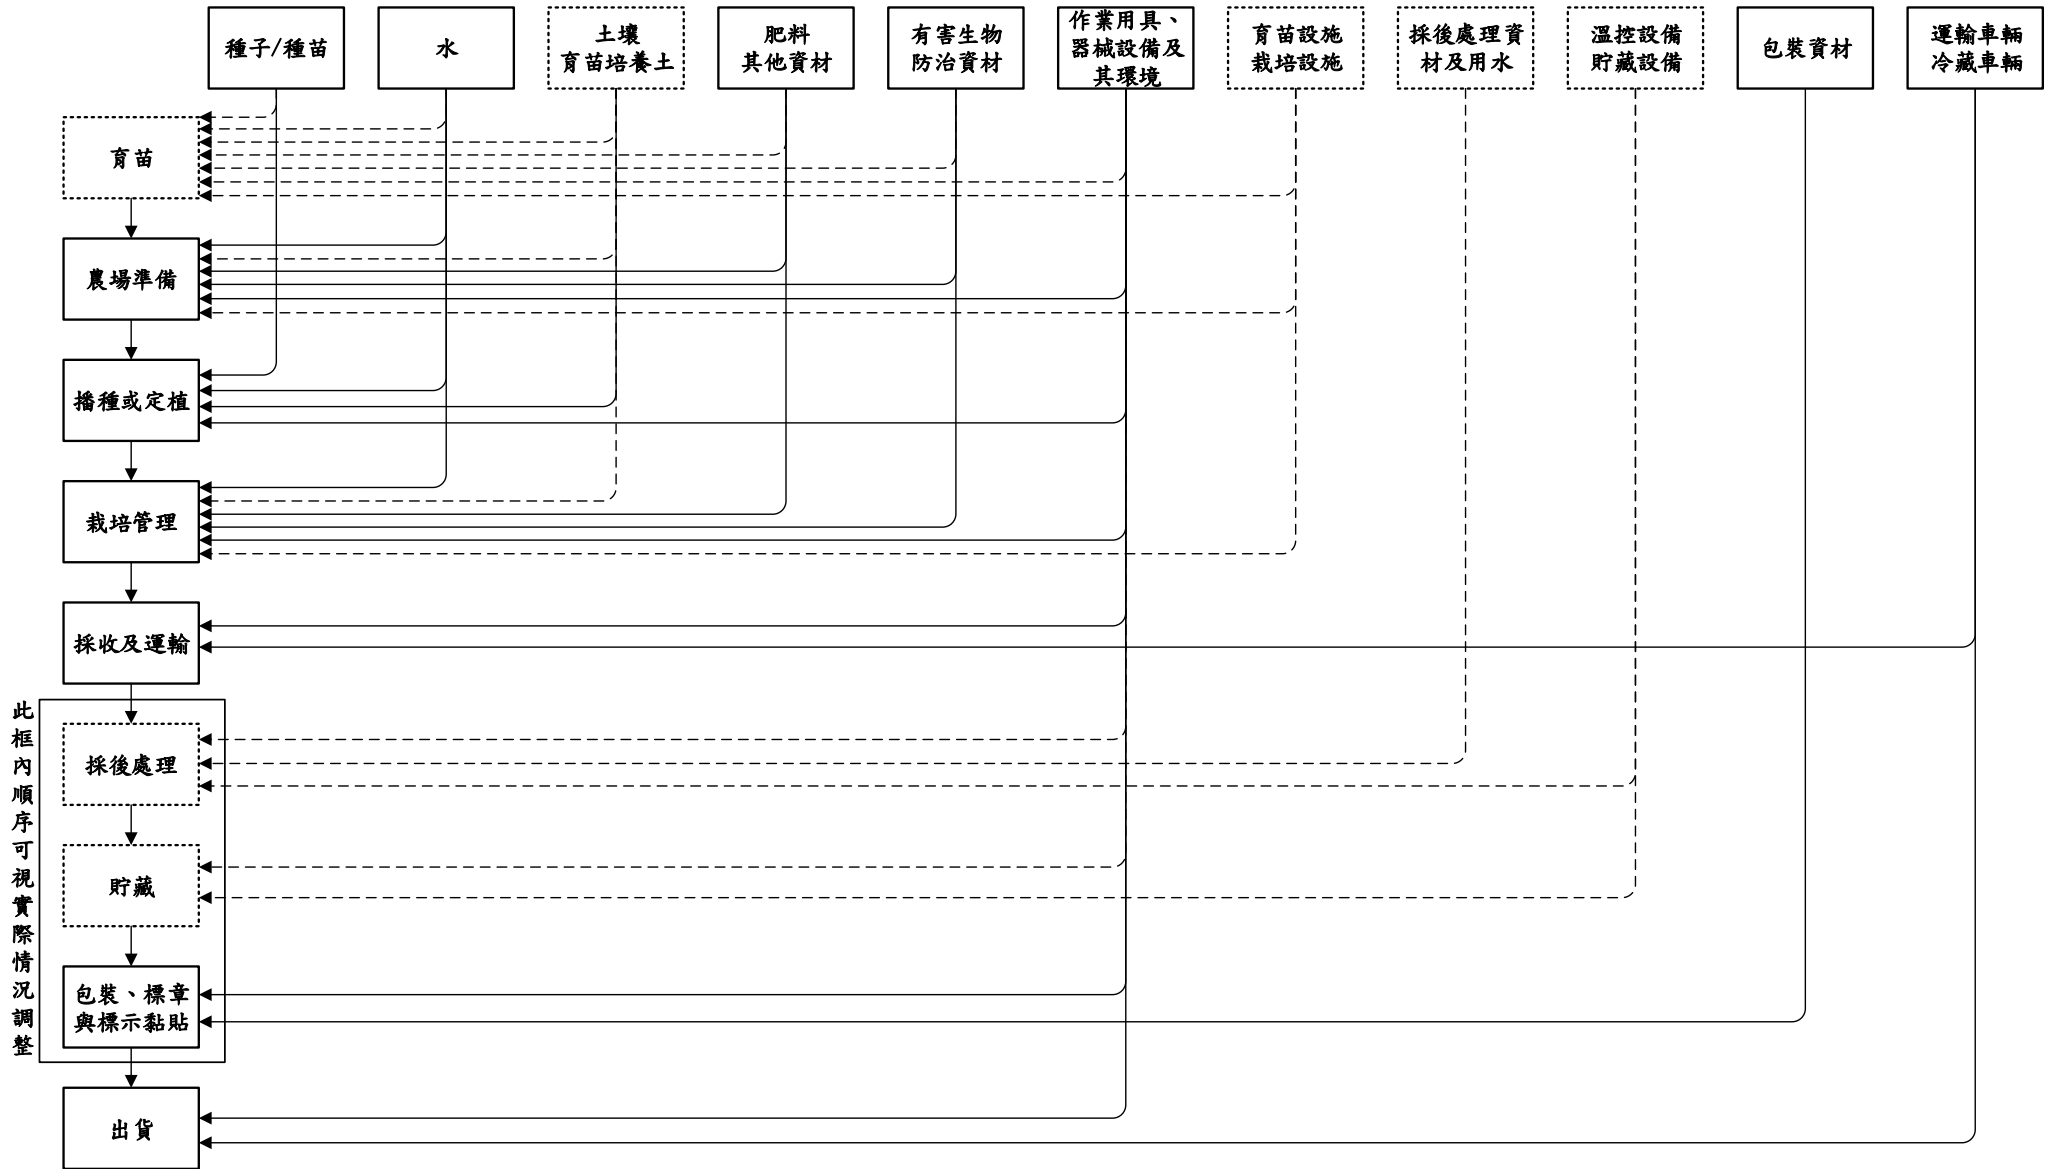 種子/種苗
水
土壤
育苗培養土
肥料
其他資材
有害生物
防治資材
作業用具、
器械設備及
其環境
育苗設施
栽培設施
採後處理資
材及用水
溫控設備
貯藏設備
包裝資材
運輸車輛
冷藏車輛
育苗
農場準備
播種或定植
栽培管理
採收及運輸
此框內順序可視實際情況調整
採後處理
貯藏
包裝、標章
與標示黏貼
出貨